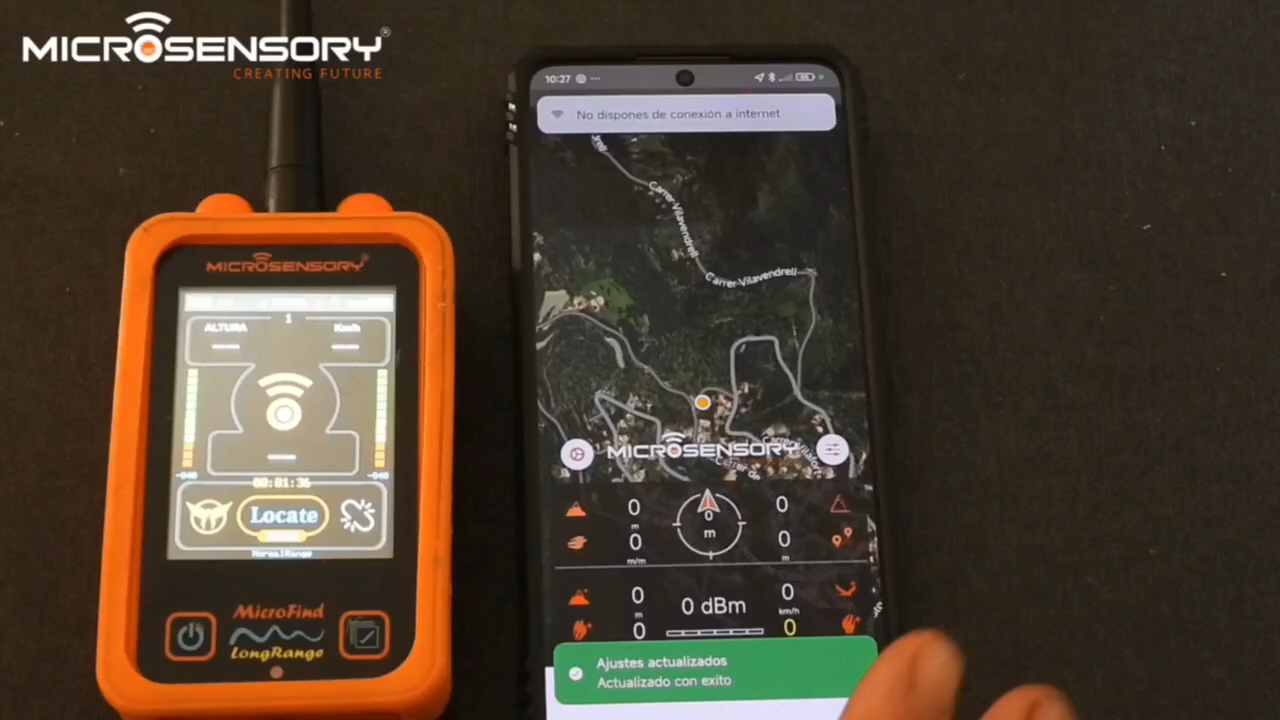 MICROSENSORY®
CREATING FUTURE
MICROSENSORY
1
ALTURA
Km/h
00:01:36
Locate
NormalRange
MicroFind
LongRange
10:27
No dispones de conexión a internet
Carrer Vilavendrell
Carrer Vilavendrell
MICROSENSORY
0
m
0
m/m
0
m
0
0
0
m
0 dBm
0
km/h
0
0
Ajustes actualizados
Actualizado con exito